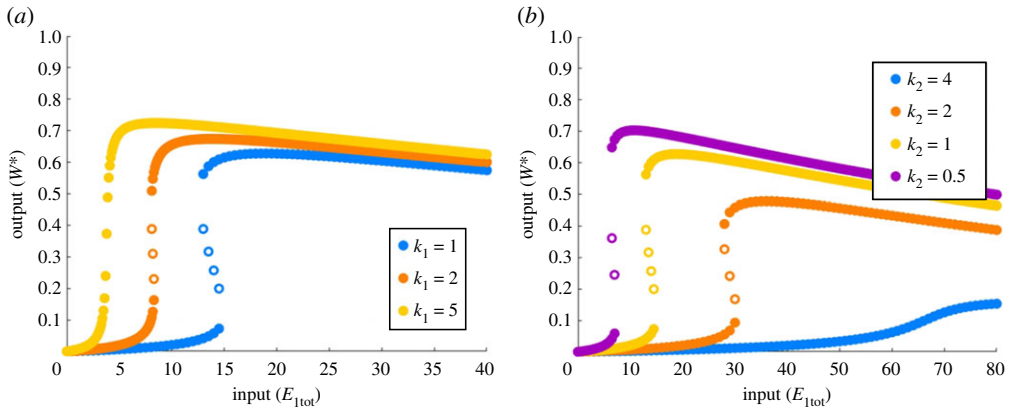 (a)
1.0
0.9
0.8
0.7
0.6
0.5
0.4
0.3
0.2
0.1
output (W*)
0 5 10 15 20 25 30 35 40
input (E1tot)
k1 = 1
k1 = 2
k1 = 5
(b)
1.0
0.9
0.8
0.7
0.6
0.5
0.4
0.3
0.2
0.1
output (W*)
0 10 20 30 40 50 60 70 80
input (E1tot)
k2 = 4
k2 = 2
k2 = 1
k2 = 0.5